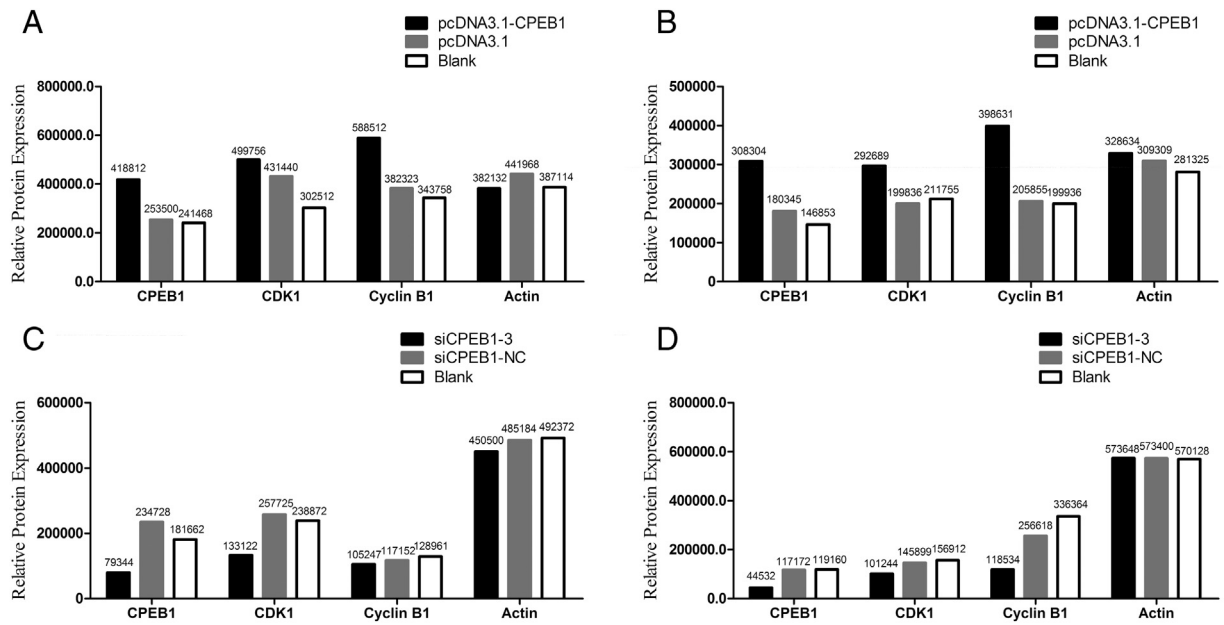 A
pcDNA3.1-CPEB1
pcDNA3.1
Blank
Relative Protein Expression
800000.0
600000.0
400000.0
200000.0
0.0
418812
253500
241468
499756
431440
302512
588512
382323
343758
382132
441968
387114
CPEB1
CDK1
Cyclin B1
Actin
B
pcDNA3.1-CPEB1
pcDNA3.1
Blank
Relative Protein Expression
500000
400000
300000
200000
100000
0
308304
180345
146853
292689
199836
211755
398631
205855
199936
328634
309309
281325
CPEB1
CDK1
Cyclin B1
Actin
C
siCPEB1-3
siCPEB1-NC
Blank
Relative Protein Expression
600000
400000
200000
0
79344
234728
181662
133122
257725
238872
105247
117152
128961
450500
485184
492372
CPEB1
CDK1
Cyclin B1
Actin
D
siCPEB1-3
siCPEB1-NC
Blank
Relative Protein Expression
800000.0
600000.0
400000.0
200000.0
0.0
44532
117172
119160
101244
145899
156912
118534
256618
336364
573648
573400
570128
CPEB1
CDK1
Cyclin B1
Actin